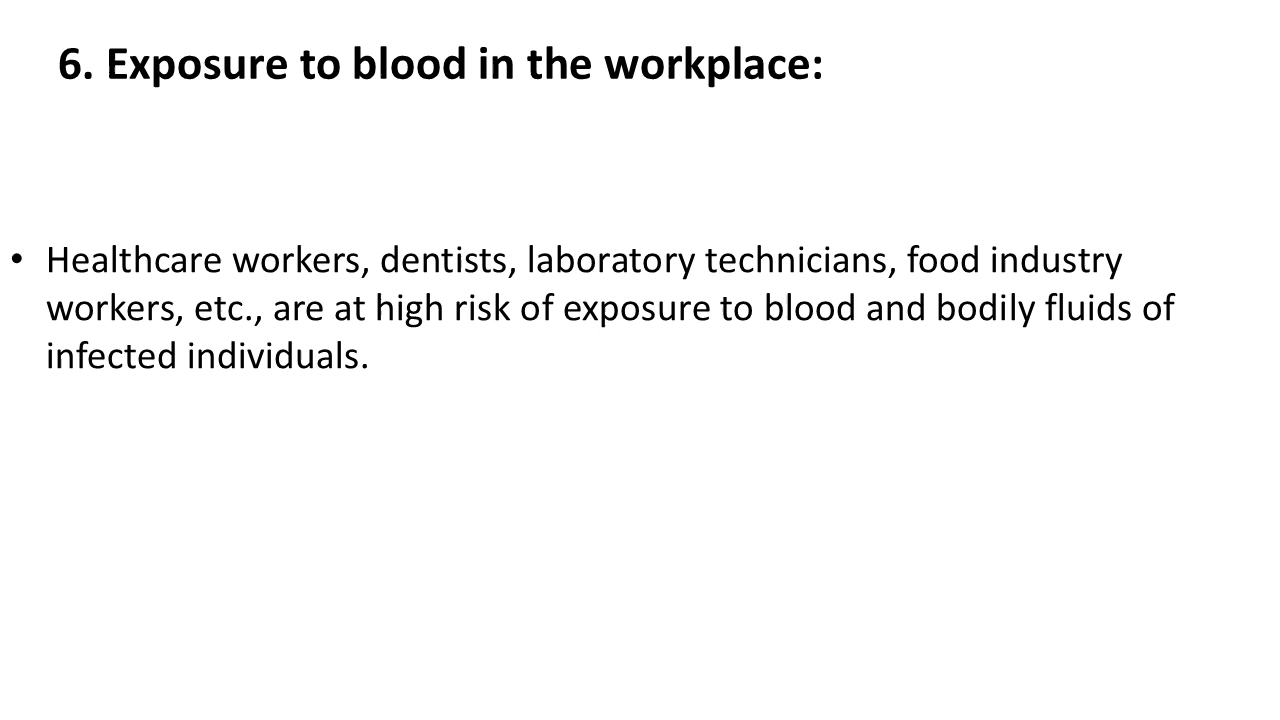 6. Exposure to blood in the workplace:
• Healthcare workers, dentists, laboratory technicians, food industry
workers, etc., are at high risk of exposure to blood and bodily fluids of
infected individuals.